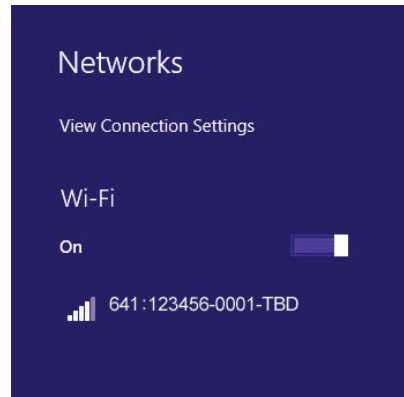 Networks
View Connection Settings
Wi-Fi
On
641:123456-0001-TBD